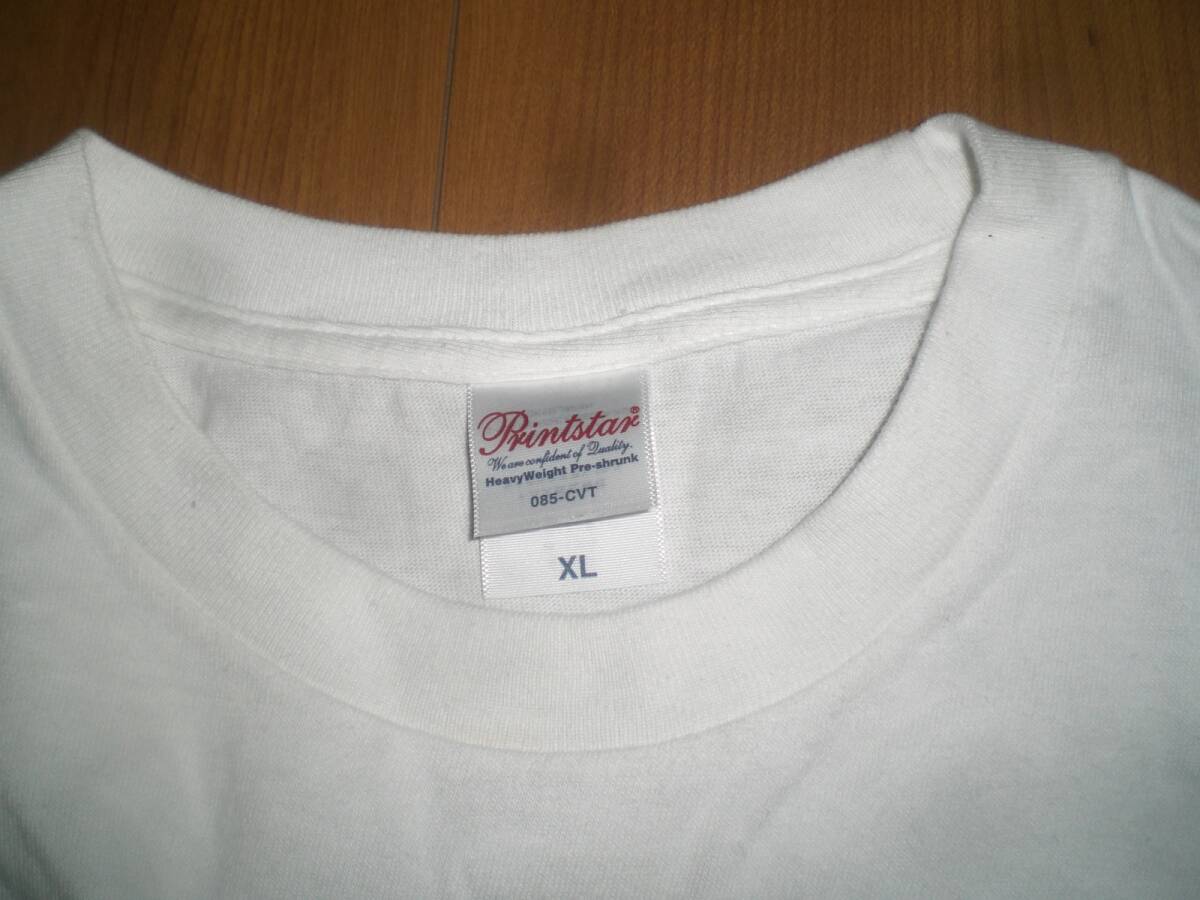 Printstar®
We are confident of Quality.
HeavyWeight Pre-shrunk
085-CVT
XL